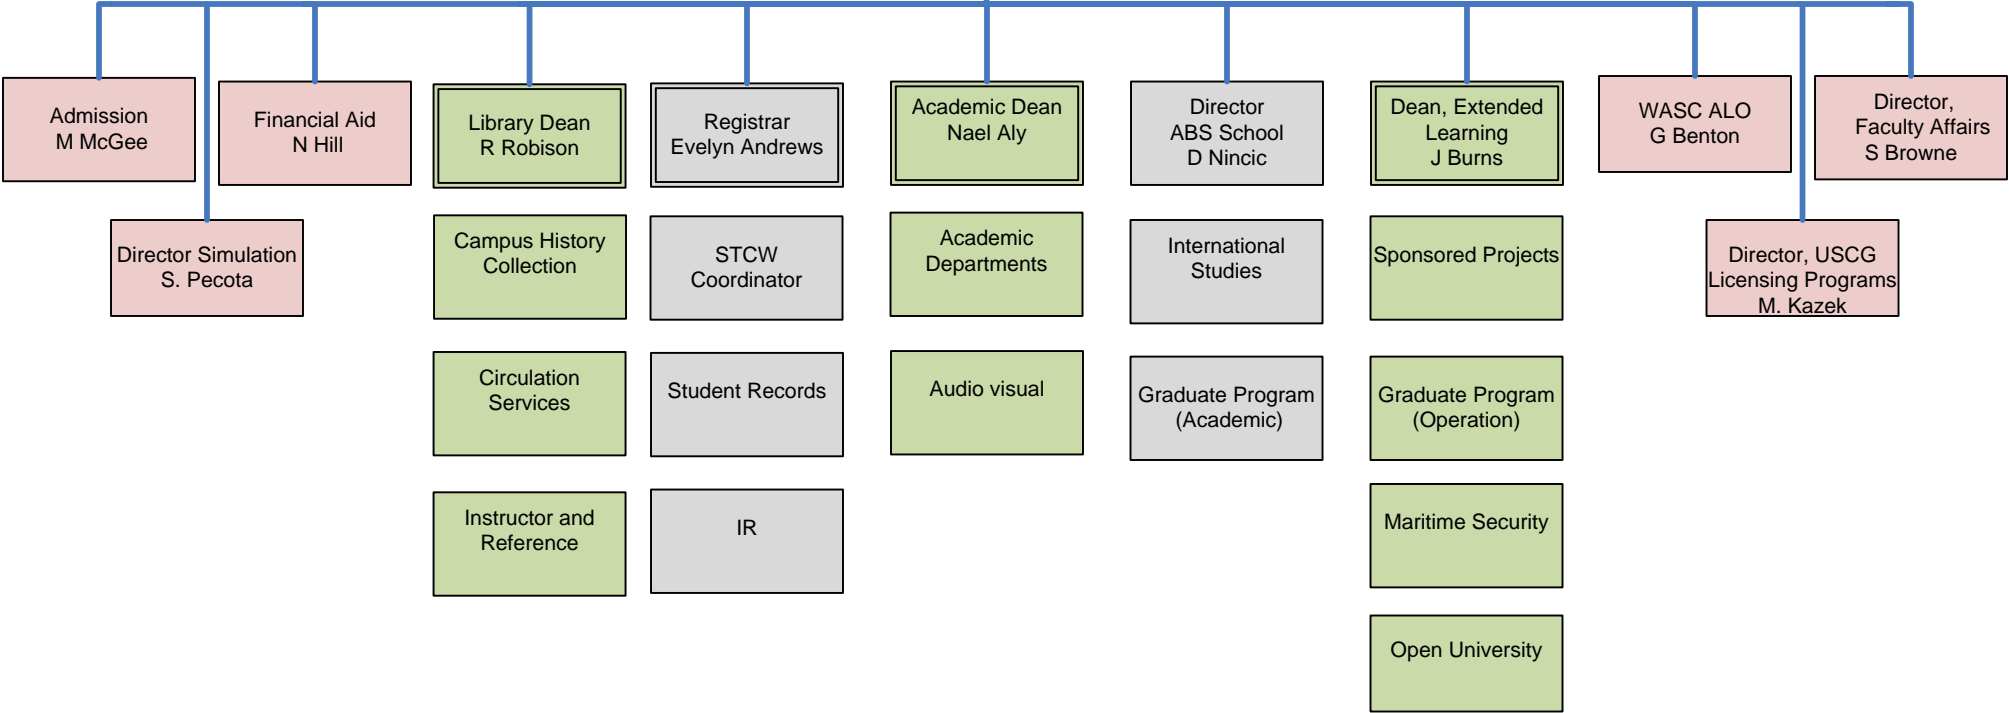 Admission
M McGee
Financial Aid
N Hill
Library Dean
R Robison
Registrar
Evelyn Andrews
Academic Dean
Nael Aly
Director
ABS School
D Nincic
Dean, Extended
Learning
J Burns
WASC ALO
G Benton
Director,
Faculty Affairs
S Browne
Director Simulation
S. Pecota
Campus History
Collection
STCW
Coordinator
Academic
Departments
International
Studies
Sponsored Projects
Director, USCG
Licensing Programs
M. Kazek
Circulation
Services
Student Records
Audio visual
Graduate Program
(Academic)
Graduate Program
(Operation)
Instructor and
Reference
IR
Maritime Security
Open University